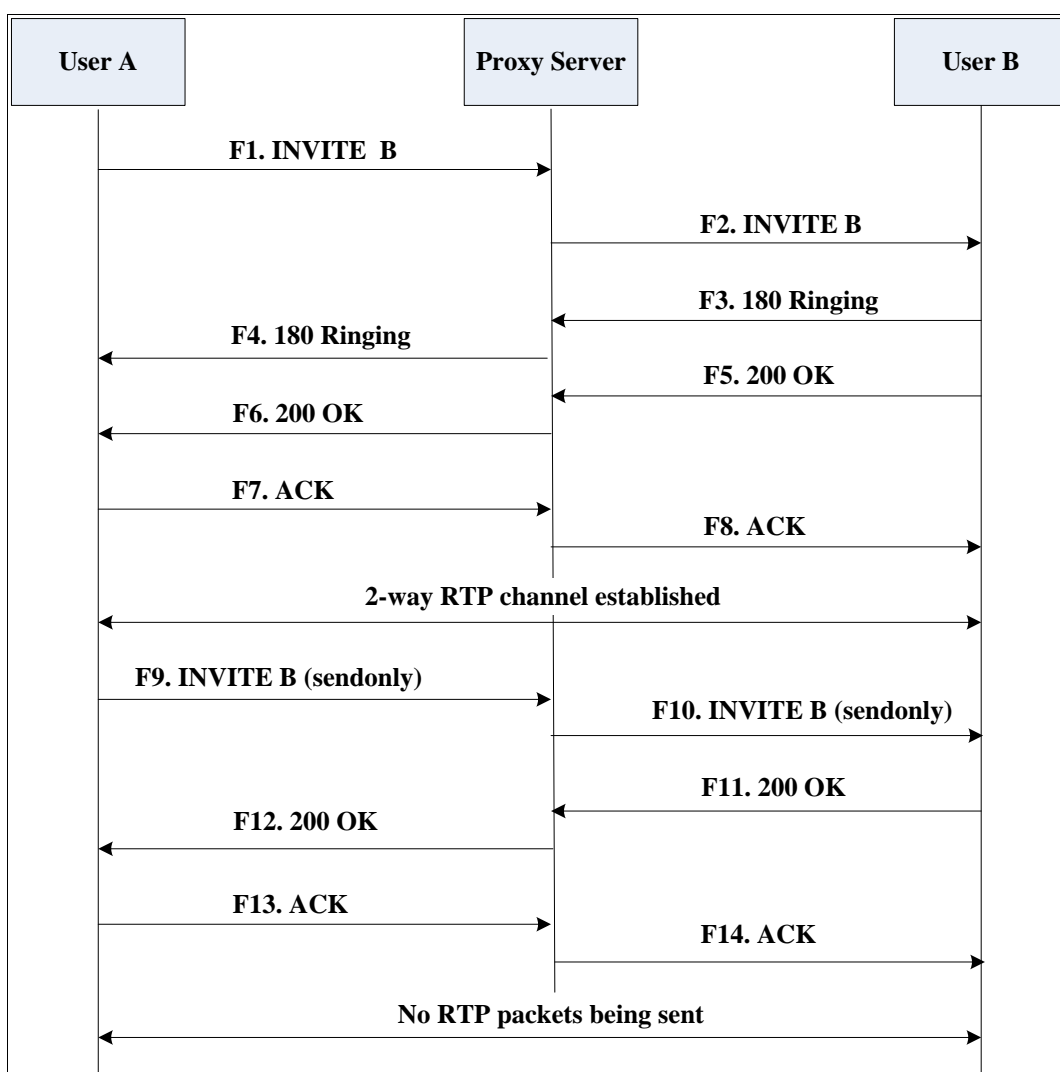 User A
Proxy Server
User B
F1. INVITE B
F2. INVITE B
F3. 180 Ringing
F4. 180 Ringing
F5. 200 OK
F6. 200 OK
F7. ACK
F8. ACK
2-way RTP channel established
F9. INVITE B (sendonly)
F10. INVITE B (sendonly)
F11. 200 OK
F12. 200 OK
F13. ACK
F14. ACK
No RTP packets being sent